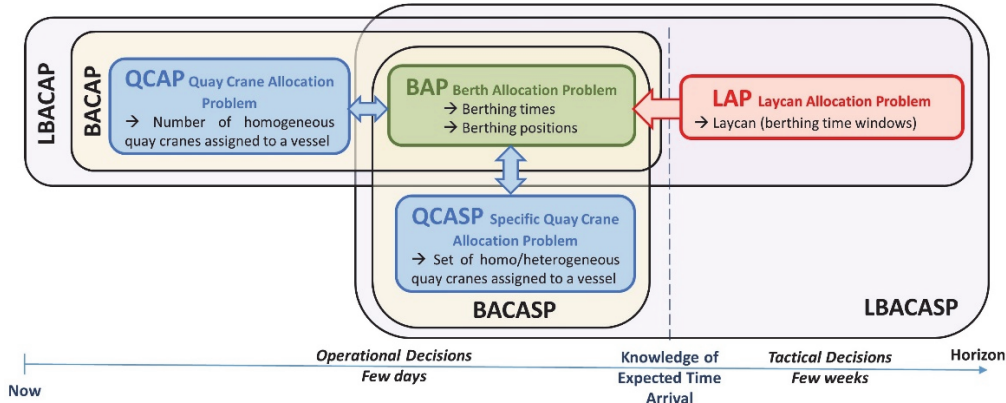 LBACAP
BACAP
QCAP Quay Crane Allocation
Problem
→ Number of homogeneous
quay cranes assigned to a vessel
BAP Berth Allocation Problem
→ Berthing times
→ Berthing positions
LAP Laycan Allocation Problem
→ Laycan (berthing time windows)
QCASP Specific Quay Crane
Allocation Problem
→ Set of homo/heterogeneous
quay cranes assigned to a vessel
BACASP
LBACASP
Operational Decisions
Few days
Knowledge of
Expected Time
Arrival
Tactical Decisions
Few weeks
Horizon
Now